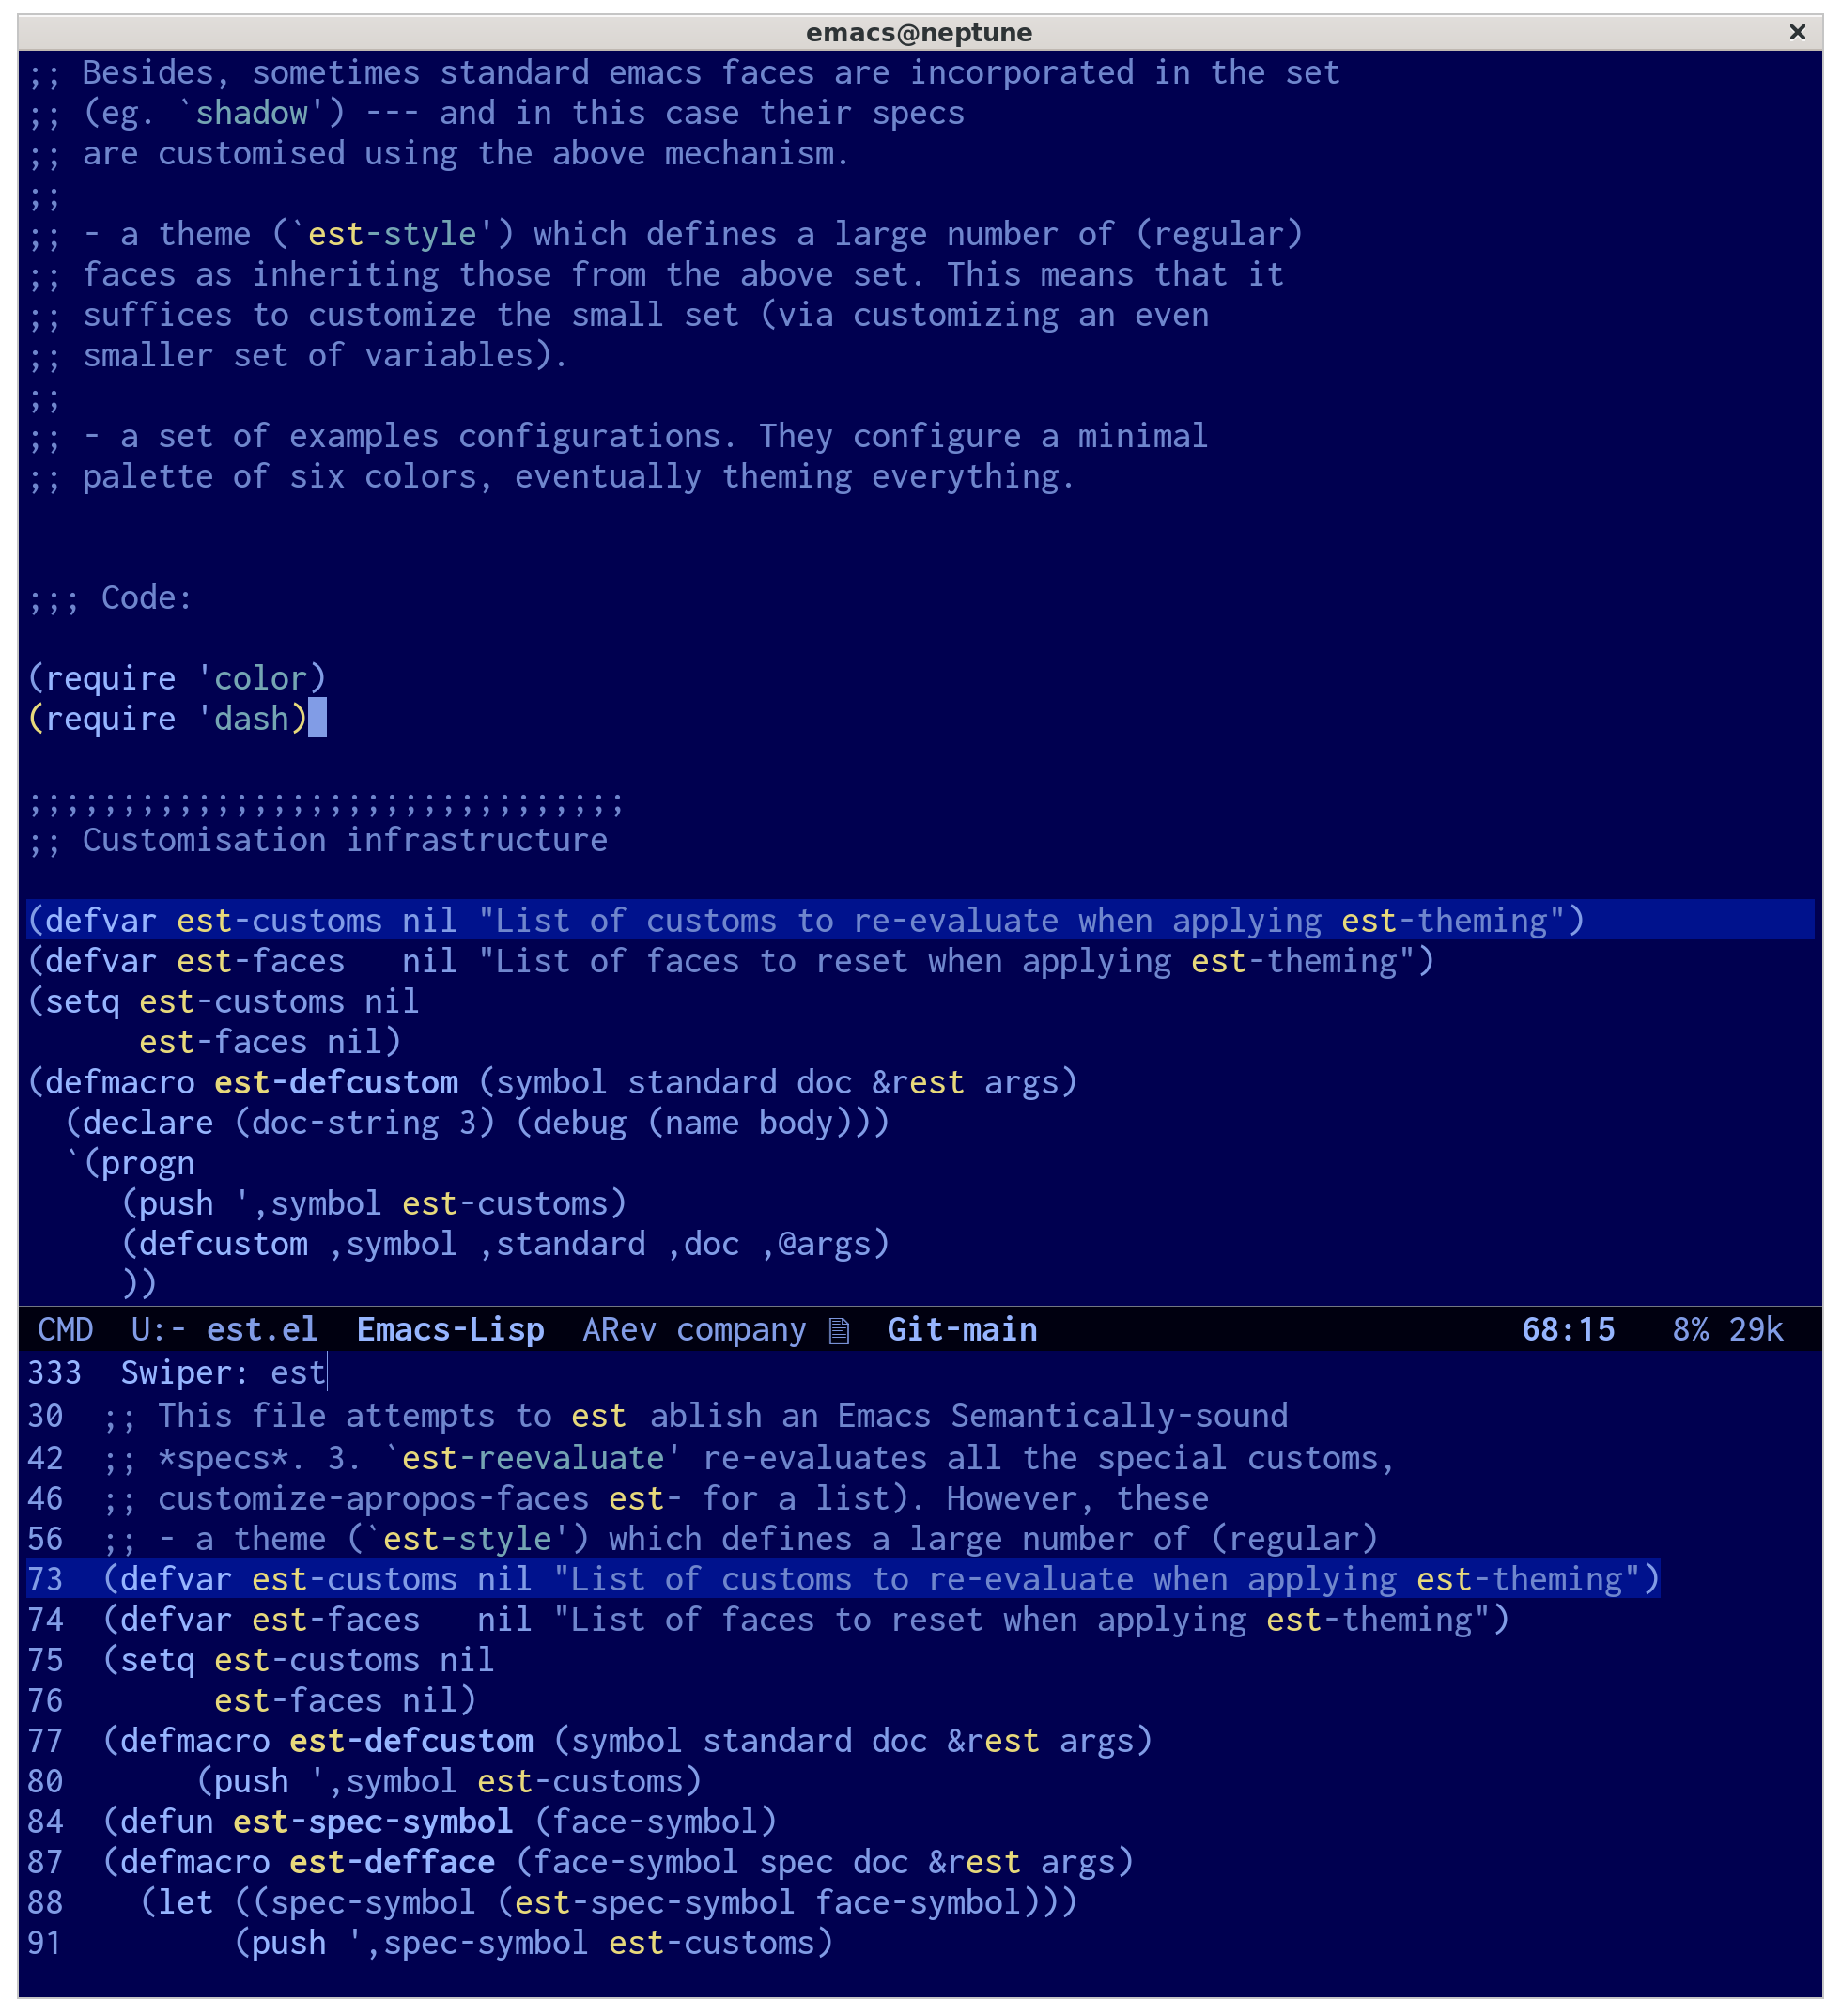 emacs@neptune ×
;; Besides, sometimes standard emacs faces are incorporated in the set
;; (eg. `shadow') --- and in this case their specs
;; are customised using the above mechanism.
;;
;; - a theme (`est-style') which defines a large number of (regular)
;; faces as inheriting those from the above set. This means that it
;; suffices to customize the small set (via customizing an even
;; smaller set of variables).
;;
;; - a set of examples configurations. They configure a minimal
;; palette of six colors, eventually theming everything.
;;; Code:
(require 'color)
(require 'dash)
;;;;;;;;;;;;;;;;;;;;;;;;;;;;;;;;
;; Customisation infrastructure
(defvar est-customs nil "List of customs to re-evaluate when applying est-theming")
(defvar est-faces   nil "List of faces to reset when applying est-theming")
(setq est-customs nil
      est-faces nil)
(defmacro est-defcustom (symbol standard doc &rest args)
  (declare (doc-string 3) (debug (name body)))
  `(progn
     (push ',symbol est-customs)
     (defcustom ,symbol ,standard ,doc ,@args)
     ))
CMD  U:- est.el  Emacs-Lisp  ARev company  Git-main  68:15   8% 29k
333  Swiper: est
30  ;; This file attempts to est ablish an Emacs Semantically-sound
42  ;; *specs*. 3. `est-reevaluate' re-evaluates all the special customs,
46  ;; customize-apropos-faces est- for a list). However, these
56  ;; - a theme (`est-style') which defines a large number of (regular)
73  (defvar est-customs nil "List of customs to re-evaluate when applying est-theming")
74  (defvar est-faces   nil "List of faces to reset when applying est-theming")
75  (setq est-customs nil
76        est-faces nil)
77  (defmacro est-defcustom (symbol standard doc &rest args)
80       (push ',symbol est-customs)
84  (defun est-spec-symbol (face-symbol)
87  (defmacro est-defface (face-symbol spec doc &rest args)
88    (let ((spec-symbol (est-spec-symbol face-symbol)))
91         (push ',spec-symbol est-customs)